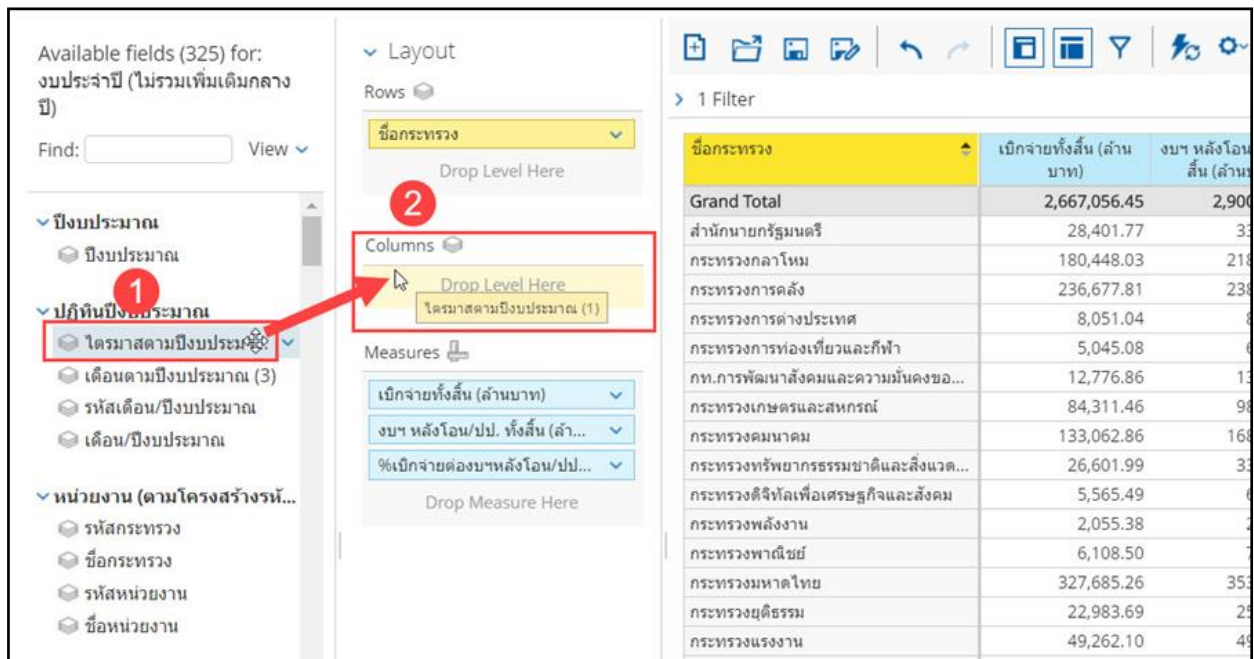 Available fields (325) for:
งบประจำปี (ไม่รวมเพิ่มเติมกลาง
ปี)
Find:
View
ปีงบประมาณ
ปีงบประมาณ
1
ปฏิทินปีงบประมาณ
ไตรมาสตามปีงบประมาณ
เดือนตามปีงบประมาณ (3)
รหัสเดือน/ปีงบประมาณ
เดือน/ปีงบประมาณ
หน่วยงาน (ตามโครงสร้างรหั...
รหัสกระทรวง
ชื่อกระทรวง
รหัสหน่วยงาน
ชื่อหน่วยงาน
Layout
Rows
ชื่อกระทรวง
Drop Level Here
2
Columns
Drop Level Here
ไตรมาสตามปีงบประมาณ (1)
Measures
เบิกจ่ายทั้งสิ้น (ล้านบาท)
งบฯ หลังโอน/ปป. ทั้งสิ้น (ล้า...
%เบิกจ่ายต่องบฯหลังโอน/ปป...
Drop Measure Here
1 Filter
ชื่อกระทรวง เบิกจ่ายทั้งสิ้น (ล้าน งบฯ หลังโอน
บาท) สิ้น (ล้าน
Grand Total 2,667,056.45 2,900
สำนักนายกรัฐมนตรี 28,401.77 33
กระทรวงกลาโหม 180,448.03 218
กระทรวงการคลัง 236,677.81 238
กระทรวงการต่างประเทศ 8,051.04 8
กระทรวงการท่องเที่ยวและกีฬา 5,045.08 6
กท.การพัฒนาสังคมและความมั่นคงขอ... 12,776.86 13
กระทรวงเกษตรและสหกรณ์ 84,311.46 98
กระทรวงคมนาคม 133,062.86 168
กระทรวงทรัพยากรธรรมชาติและสิ่งแวด... 26,601.99 33
กระทรวงดิจิทัลเพื่อเศรษฐกิจและสังคม 5,565.49 6
กระทรวงพลังงาน 2,055.38 2
กระทรวงพาณิชย์ 6,108.50 7
กระทรวงมหาดไทย 327,685.26 353
กระทรวงยุติธรรม 22,983.69 25
กระทรวงแรงงาน 49,262.10 49